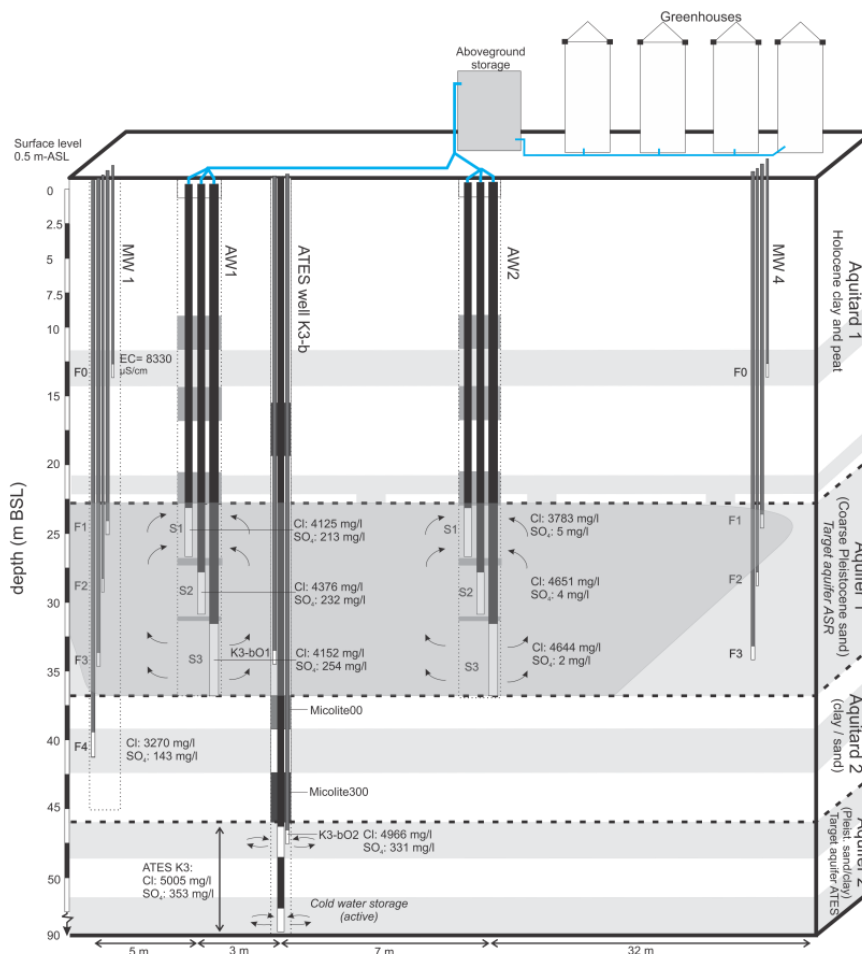 Greenhouses
Aboveground
storage
Surface level
0.5 m-ASL
depth (m BSL)
0
2.5
5
7.5
10
15
20
25
30
35
40
45
50
90
MW 1
AW1
ATES well K3-b
AW2
MW 4
Aquitard 1
Holocene clay and peat
EC= 8330
µS/cm
F0
F0
F1
F2
F3
F4
S1
S2
S3
Cl: 4125 mg/l
SO₄: 213 mg/l
Cl: 4376 mg/l
SO₄: 232 mg/l
K3-bO1
Cl: 4152 mg/l
SO₄: 254 mg/l
S1
S2
S3
Cl: 3783 mg/l
SO₄: 5 mg/l
Cl: 4651 mg/l
SO₄: 4 mg/l
Cl: 4644 mg/l
SO₄: 2 mg/l
F1
F2
F3
Aquifer 1
(Coarse Pleistocene sand)
Target aquifer ASR
Micolite00
Cl: 3270 mg/l
SO₄: 143 mg/l
Micolite300
Aquitard 2
(clay / sand)
K3-bO2 Cl: 4966 mg/l
SO₄: 331 mg/l
ATES K3:
Cl: 5005 mg/l
SO₄: 353 mg/l
Cold water storage
(active)
Aquifer 2
(Pleist. sand/clay)
Target aquifer ATES
5 m
3 m
7 m
32 m